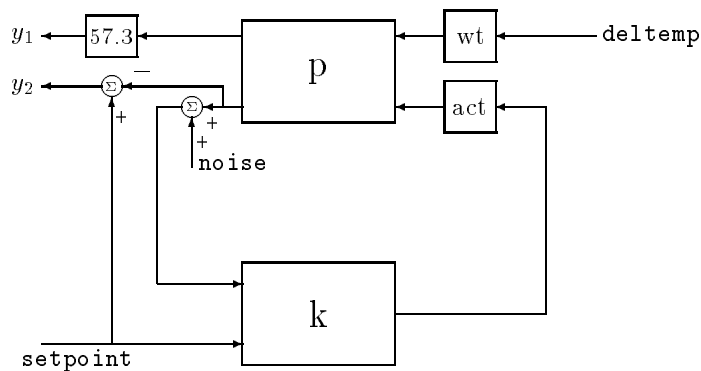 y1
57.3
p
wt
deltemp
−
y2
Σ
act
+
Σ
+
+
noise
k
setpoint